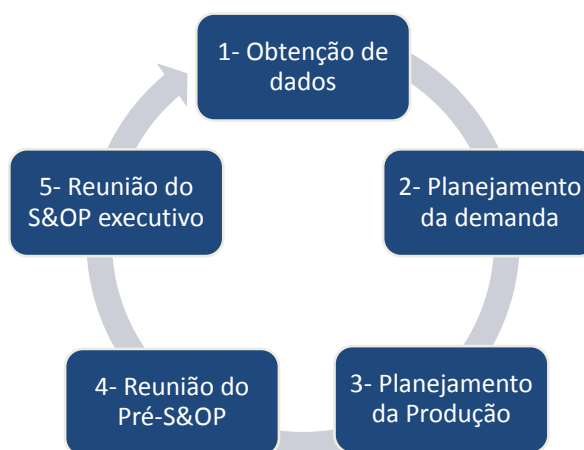 1- Obtenção de
dados
2- Planejamento
da demanda
3- Planejamento
da Produção
4- Reunião do
Pré-S&OP
5- Reunião do
S&OP executivo